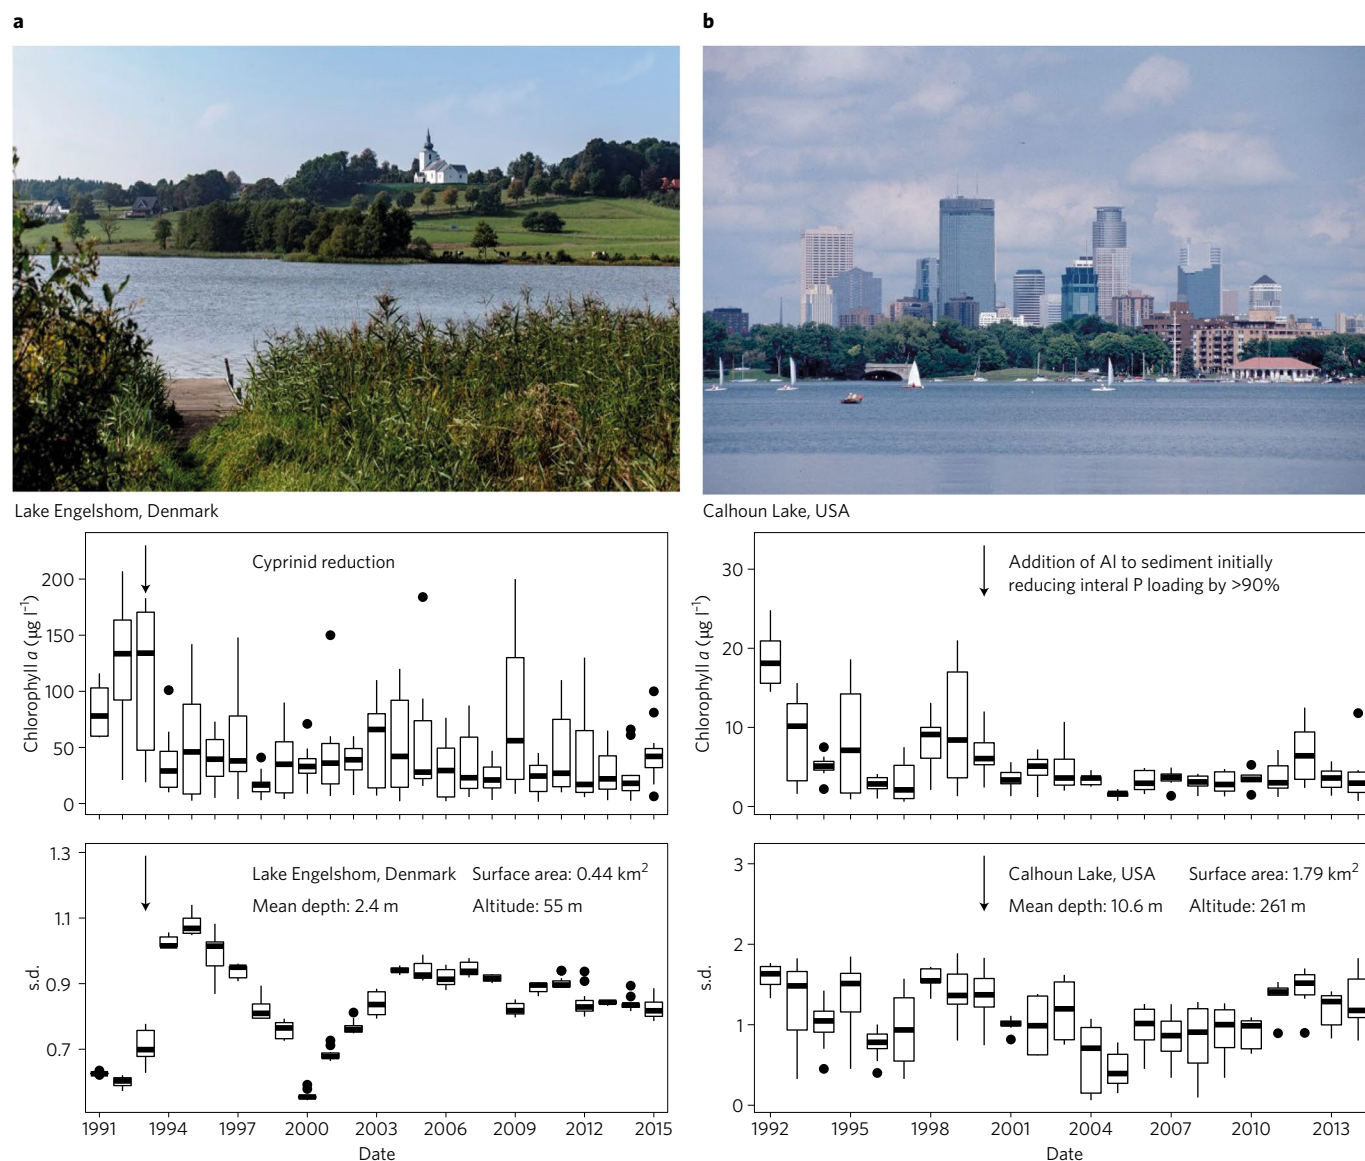 a
b
Lake Engelshom, Denmark
Calhoun Lake, USA
Cyprinid reduction
200
150
100
50
0
Chlorophyll a (μg l⁻¹)
Addition of Al to sediment initially
reducing interal P loading by >90%
30
20
10
0
Chlorophyll a (μg l⁻¹)
Lake Engelshom, Denmark Surface area: 0.44 km²
Mean depth: 2.4 m Altitude: 55 m
1.3
1.1
0.9
0.7
s.d.
1991 1994 1997 2000 2003 2006 2009 2012 2015
Date
Calhoun Lake, USA Surface area: 1.79 km²
Mean depth: 10.6 m Altitude: 261 m
3
2
1
0
s.d.
1992 1995 1998 2001 2004 2007 2010 2013
Date